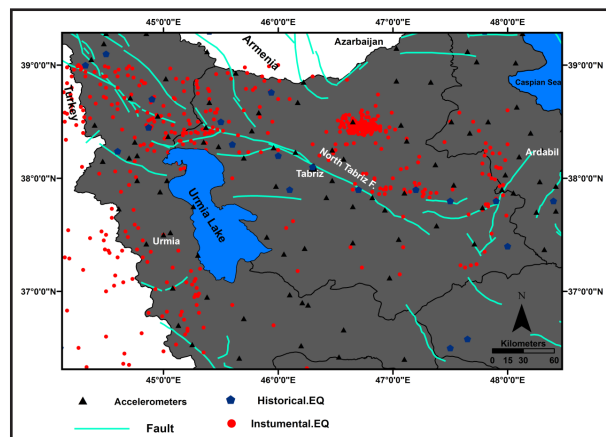 45°0'0" 46°0'0" 47°0'0" 48°0'0"
Armenia
Azarbaijan
39°0'0" 39°0'0"
Turkey
Caspian Sea
Ardabil
North Tabriz F.
Tabriz
38°0'0" 38°0'0"
Urmia Lake
Urmia
37°0'0" 37°0'0"
N
Kilometers
0 15 30 60
45°0'0" 46°0'0" 47°0'0" 48°0'0"
Accelerometers
Historical.EQ
Fault
Instumental.EQ